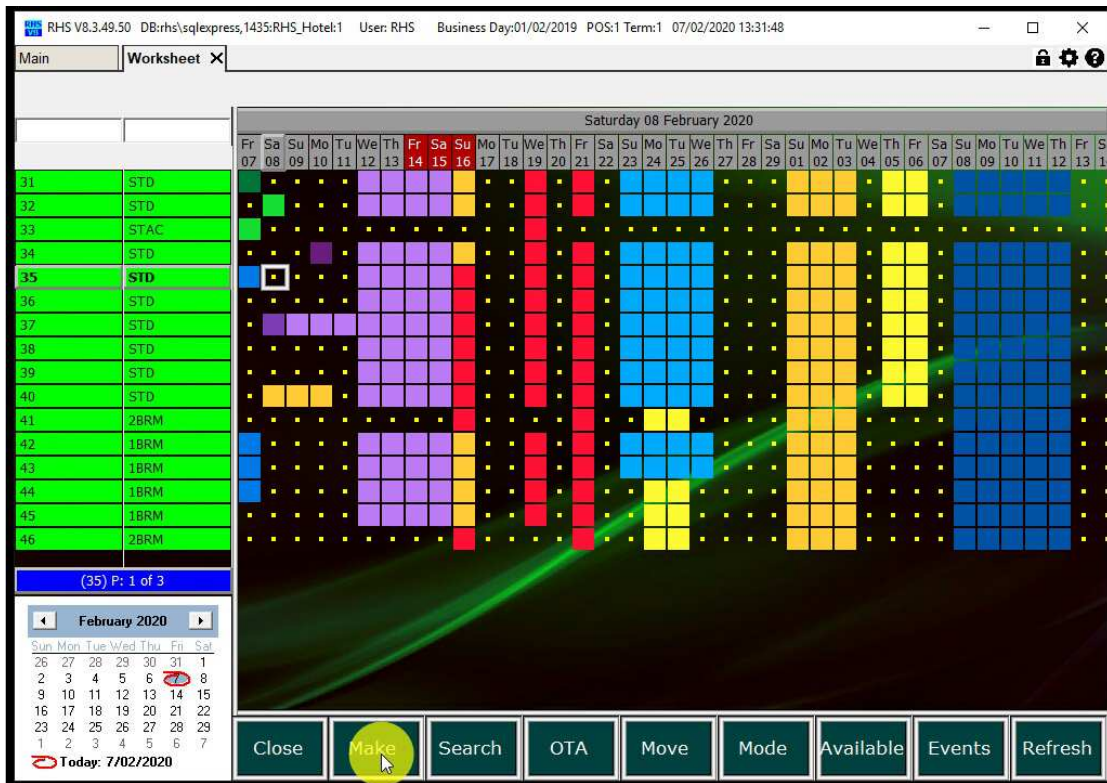 RHS V8 RHS V8.3.49.50 DB:rhs\sqlexpress,1435:RHS_Hotel:1 User: RHS Business Day:01/02/2019 POS:1 Term:1 07/02/2020 13:31:48
Main Worksheet
Saturday 08 February 2020
Fr Sa Su Mo Tu We Th Fr Sa Su Mo Tu We Th Fr Sa Su Mo Tu We Th Fr Sa Su Mo Tu We Th Fr Sa Su Mo Tu We Th Fr S
07 08 09 10 11 12 13 14 15 16 17 18 19 20 21 22 23 24 25 26 27 28 29 01 02 03 04 05 06 07 08 09 10 11 12 13 1
31 STD
32 STD
33 STAC
34 STD
35 STD
36 STD
37 STD
38 STD
39 STD
40 STD
41 2BRM
42 1BRM
43 1BRM
44 1BRM
45 1BRM
46 2BRM
(35) P: 1 of 3
February 2020
Sun Mon Tue Wed Thu Fri Sat
26 27 28 29 30 31 1
2 3 4 5 6 7 8
9 10 11 12 13 14 15
16 17 18 19 20 21 22
23 24 25 26 27 28 29
1 2 3 4 5 6 7
Today: 7/02/2020
Close Make Search OTA Move Mode Available Events Refresh